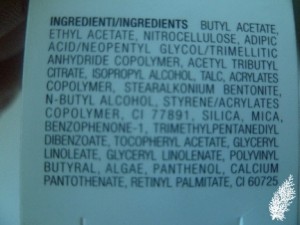 INGREDIENTI/INGREDIENTS BUTYL ACETATE,
ETHYL ACETATE, NITROCELLULOSE, ADIPIC
ACID/NEOPENTYL GLYCOL/TRIMELLITIC
ANHYDRIDE COPOLYMER, ACETYL TRIBUTYL
CITRATE, ISOPROPYL ALCOHOL, TALC, ACRYLATES
COPOLYMER, STEARALKONIUM BENTONITE,
N-BUTYL ALCOHOL, STYRENE/ACRYLATES
COPOLYMER, CI 77891, SILICA, MICA,
BENZOPHENONE-1, TRIMETHYLPENTANEDIYL
DIBENZOATE, TOCOPHERYL ACETATE, GLYCERYL
LINOLEATE, GLYCERYL LINOLENATE, POLYVINYL
BUTYRAL, ALGAE, PANTHENOL, CALCIUM
PANTOTHENATE, RETINYL PALMITATE, CI 60725